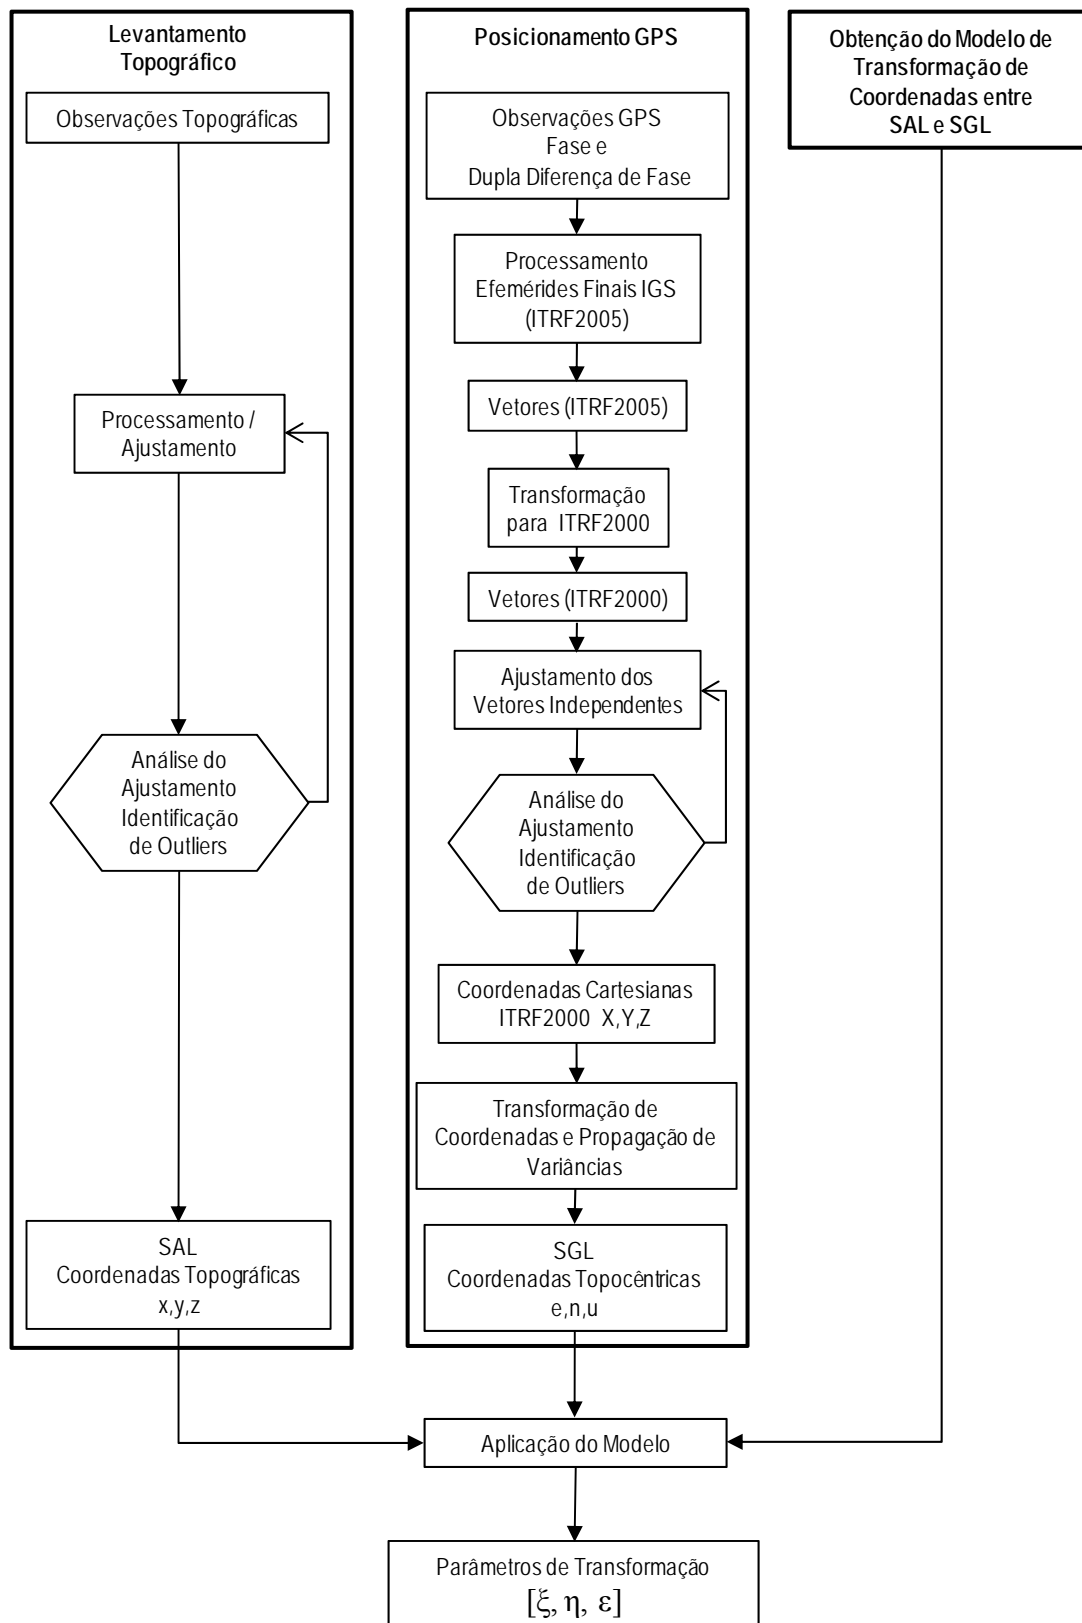 Levantamento
Topográfico
Observações Topográficas
Processamento /
Ajustamento
Análise do
Ajustamento
Identificação
de Outliers
SAL
Coordenadas Topográficas
x,y,z
Posicionamento GPS
Observações GPS
Fase e
Dupla Diferença de Fase
Processamento
Efemérides Finais IGS
(ITRF2005)
Vetores (ITRF2005)
Transformação
para ITRF2000
Vetores (ITRF2000)
Ajustamento dos
Vetores Independentes
Análise do
Ajustamento
Identificação
de Outliers
Coordenadas Cartesianas
ITRF2000 X,Y,Z
Transformação de
Coordenadas e Propagação de
Variâncias
SGL
Coordenadas Topocêntricas
e,n,u
Obtenção do Modelo de
Transformação de
Coordenadas entre
SAL e SGL
Aplicação do Modelo
Parâmetros de Transformação
[ξ, η, ε]